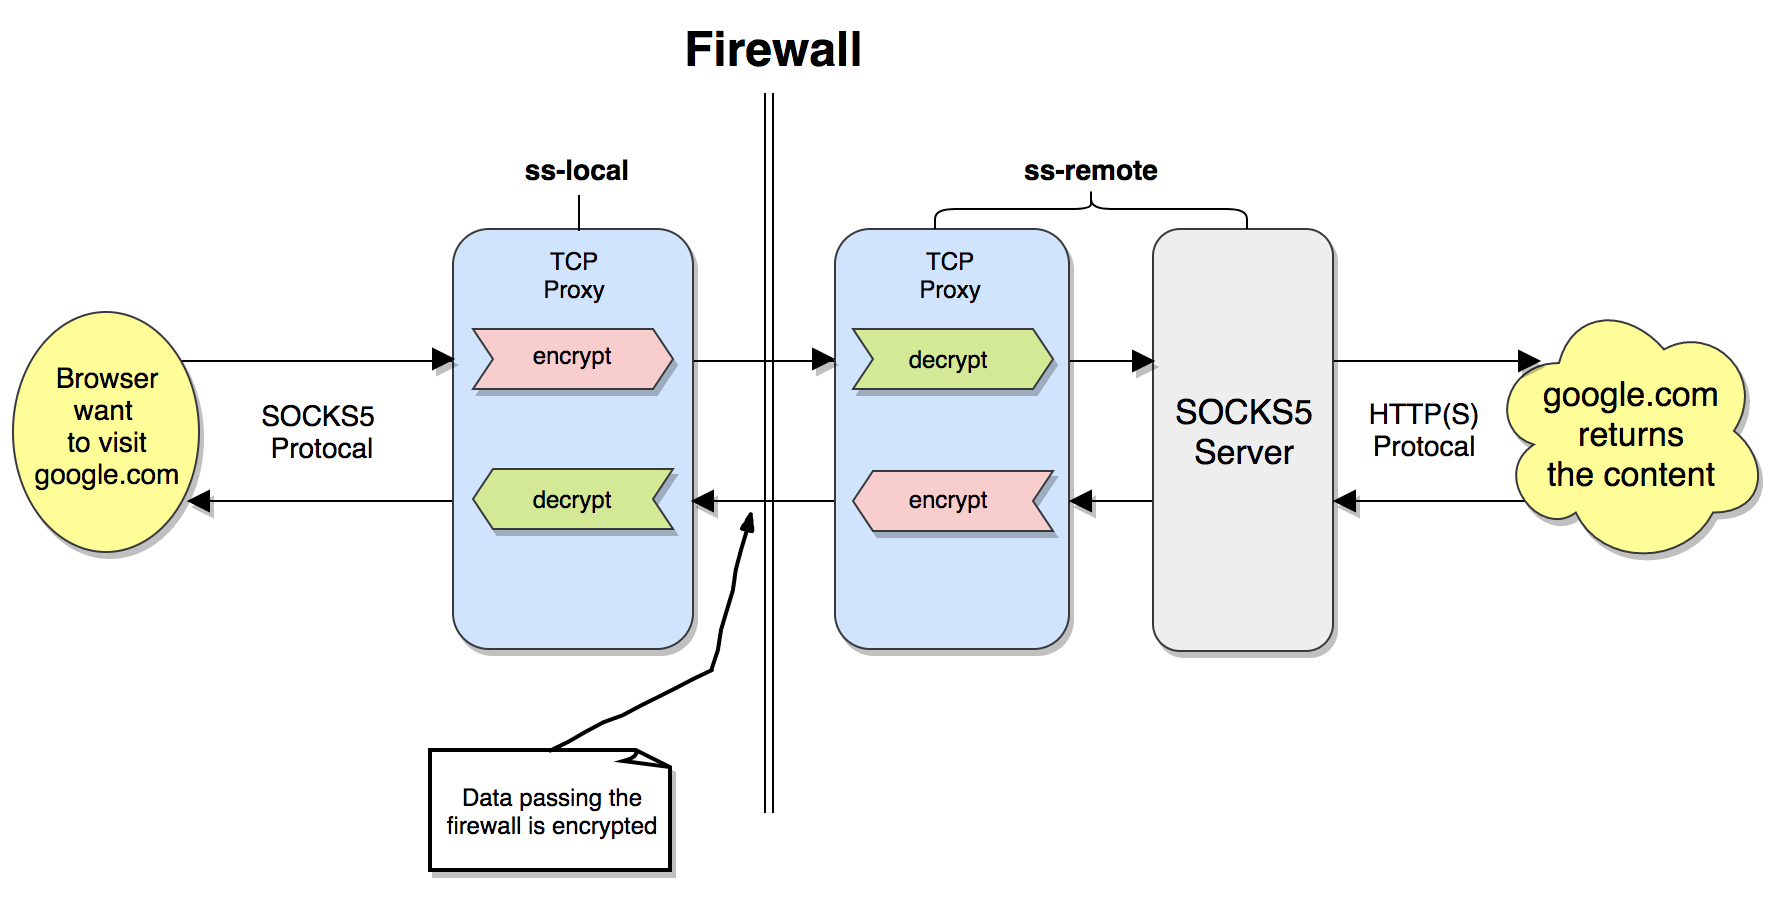 Firewall
ss-local
ss-remote
TCP
Proxy
encrypt
decrypt
TCP
Proxy
decrypt
encrypt
Browser
want
to visit
google.com
SOCKS5
Protocal
SOCKS5
Server
HTTP(S)
Protocal
google.com
returns
the content
Data passing the
firewall is encrypted